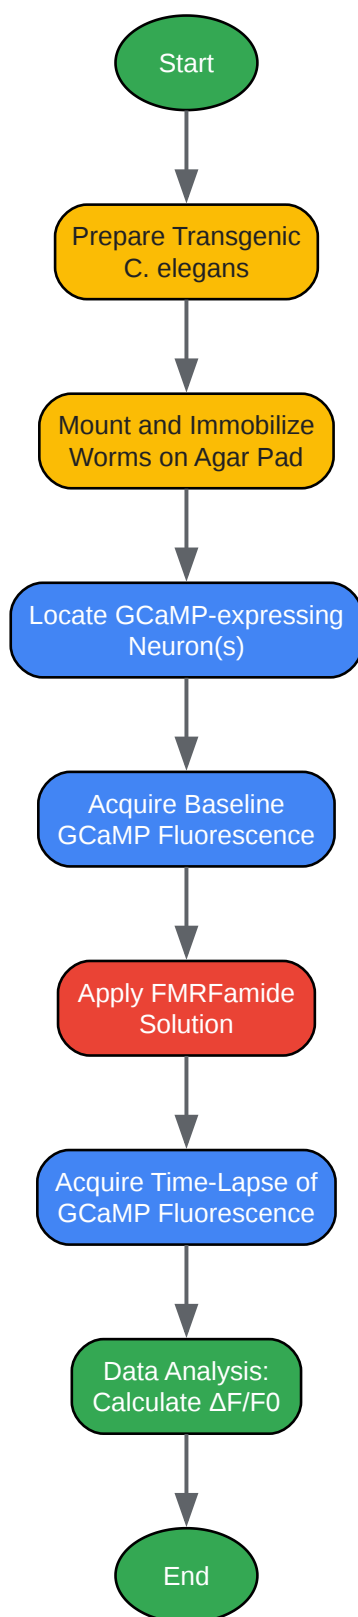 Start
Prepare Transgenic
C. elegans
Mount and Immobilize
Worms on Agar Pad
Locate GCaMP-expressing
Neuron(s)
Acquire Baseline
GCaMP Fluorescence
Apply FMRFamide
Solution
Acquire Time-Lapse of
GCaMP Fluorescence
Data Analysis:
Calculate ΔF/F0
End